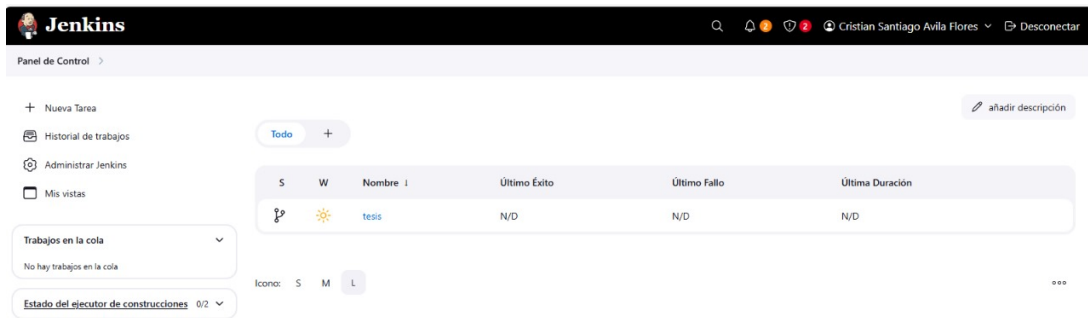 Jenkins
2
2
Cristian Santiago Avila Flores
Desconectar
Panel de Control >
+ Nueva Tarea
Historial de trabajos
Administrar Jenkins
Mis vistas
Trabajos en la cola
No hay trabajos en la cola
Estado del ejecutor de construcciones 0/2
añadir descripción
Todo +
S W Nombre ↓ Último Éxito Último Fallo Última Duración
tesis N/D N/D N/D
Icono: S M L